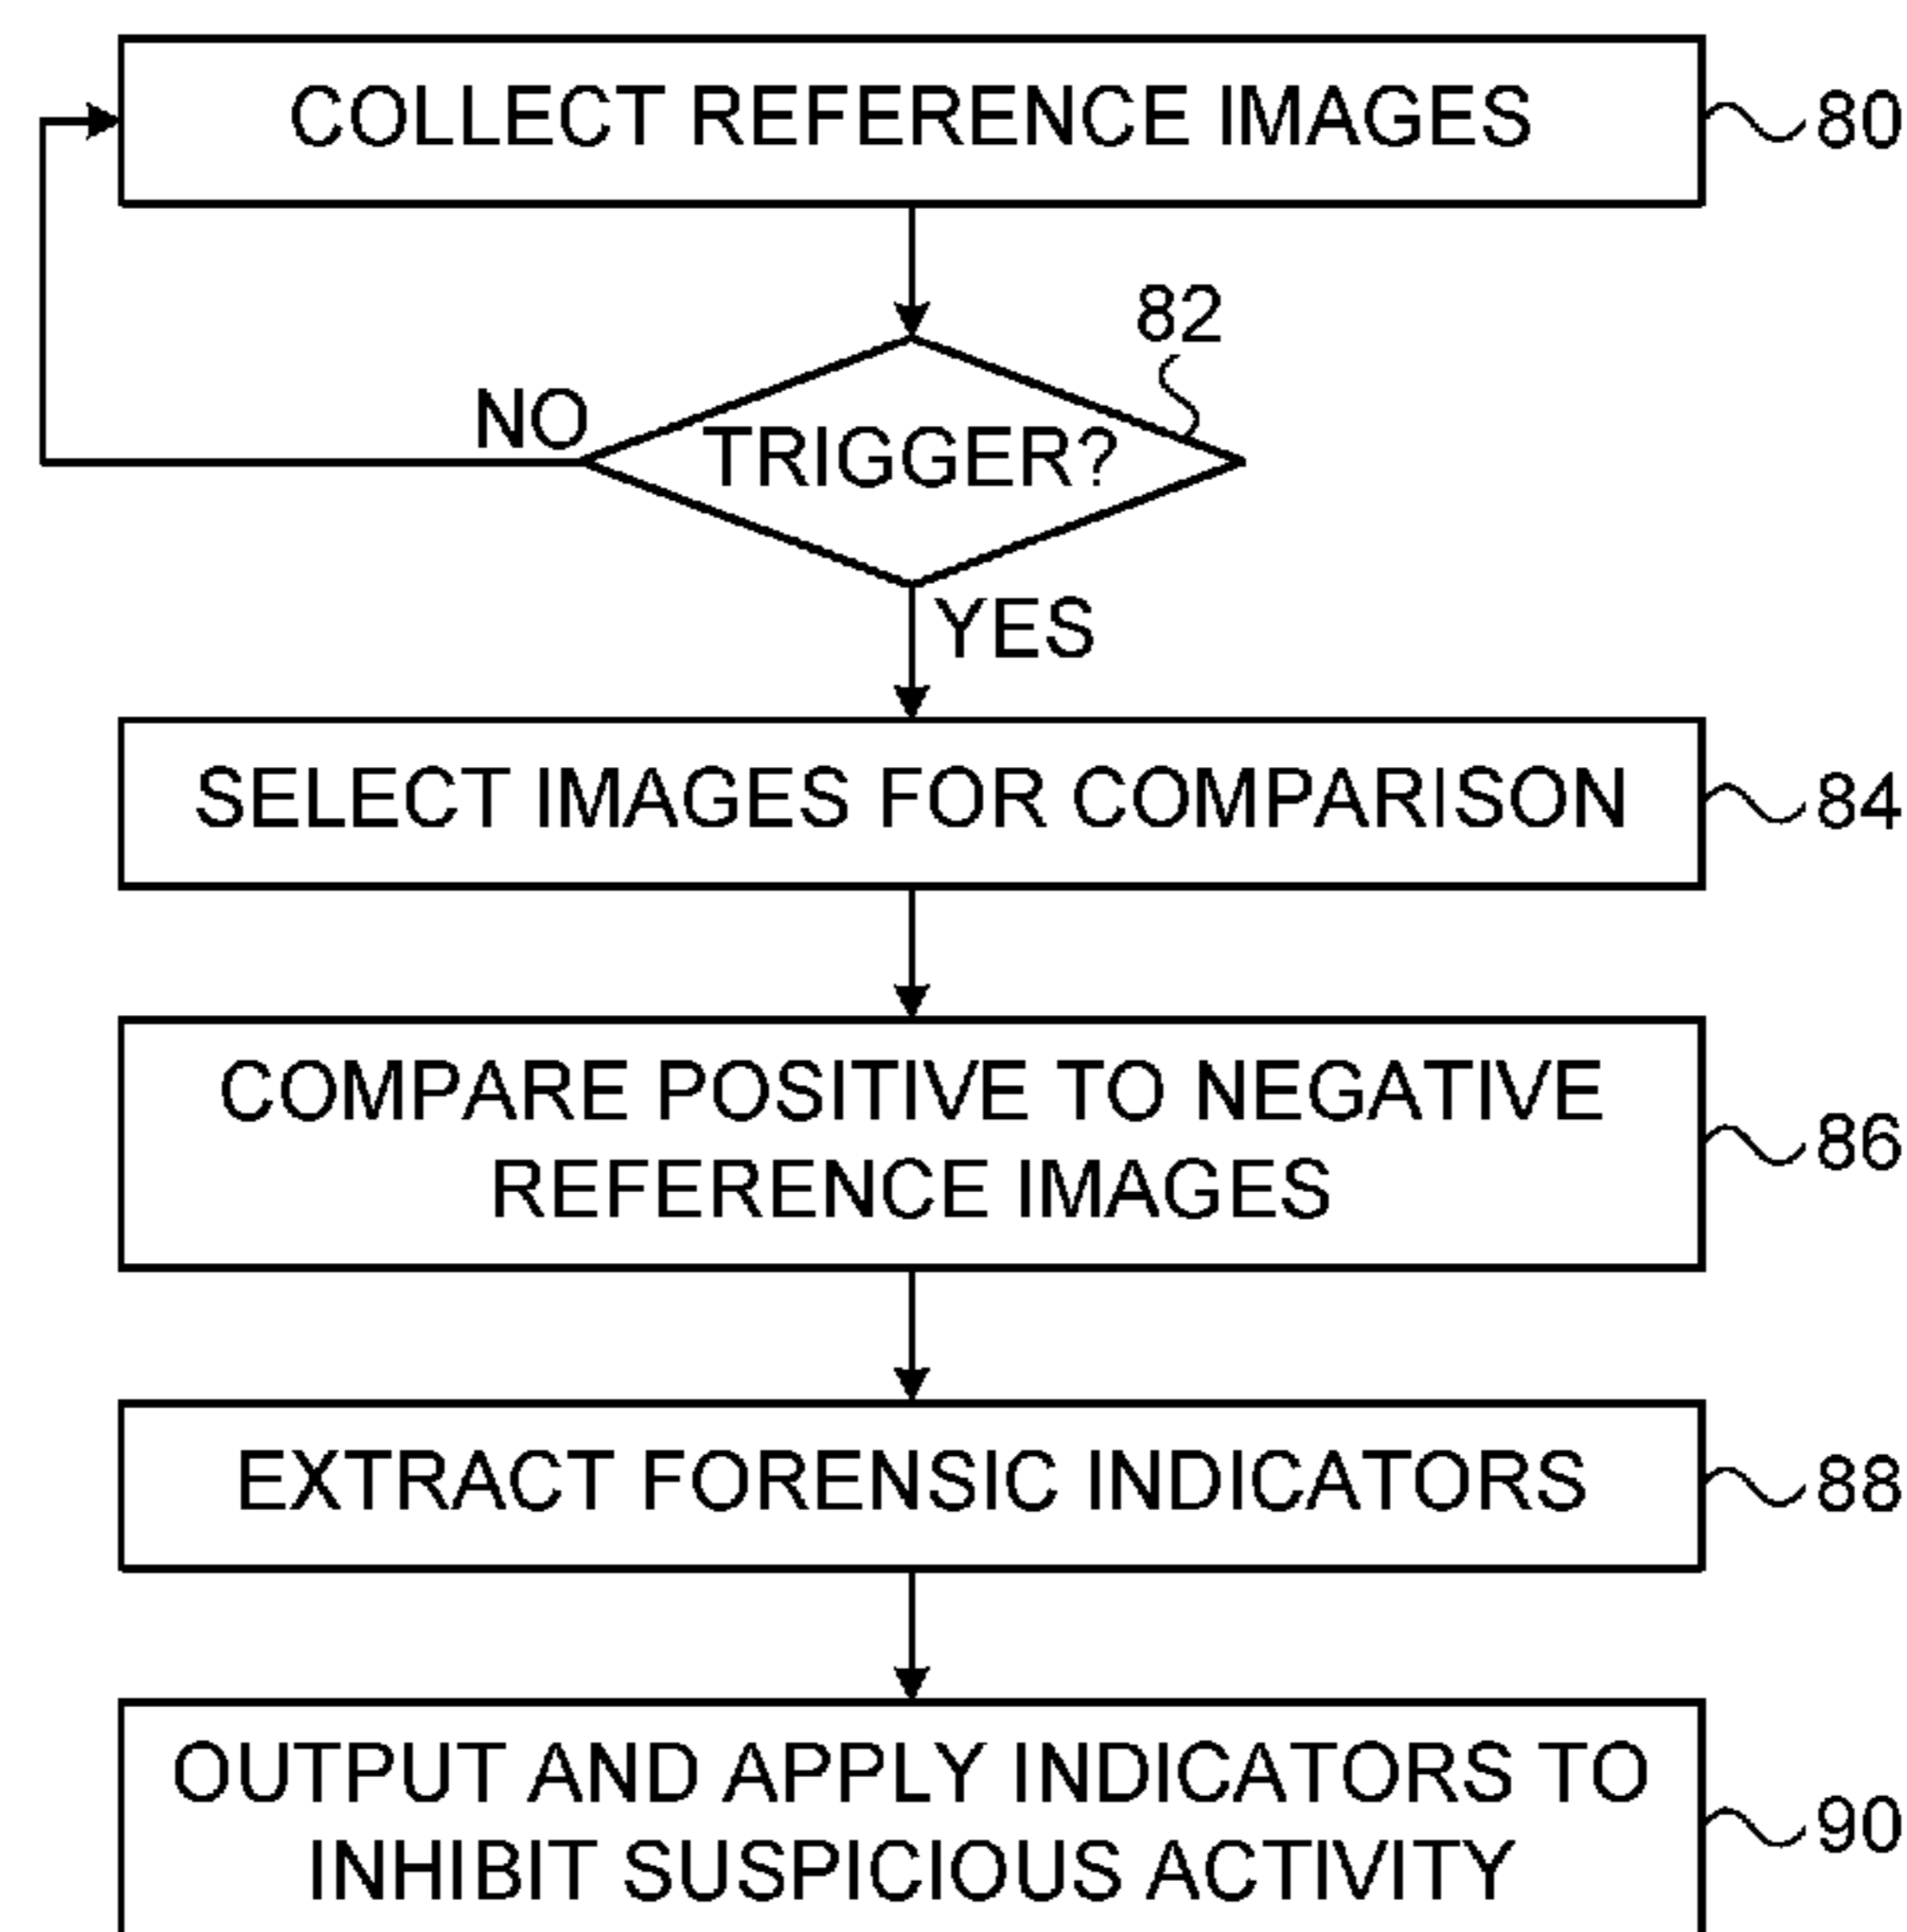 COLLECT REFERENCE IMAGES
80
82
NO
TRIGGER?
YES
SELECT IMAGES FOR COMPARISON
84
COMPARE POSITIVE TO NEGATIVE
REFERENCE IMAGES
86
EXTRACT FORENSIC INDICATORS
88
OUTPUT AND APPLY INDICATORS TO
INHIBIT SUSPICIOUS ACTIVITY
90